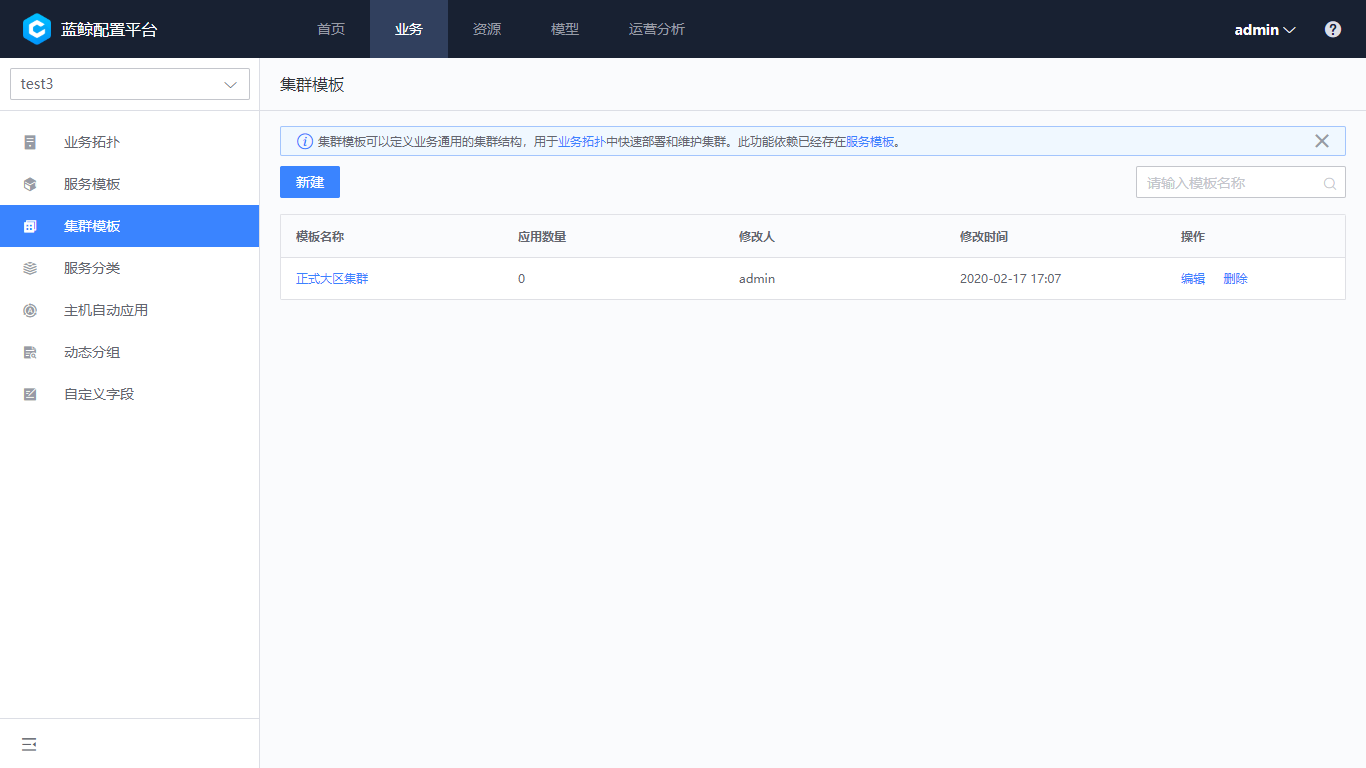 蓝鲸配置平台
首页 业务 资源 模型 运营分析
admin
test3
业务拓扑
服务模板
集群模板
服务分类
主机自动应用
动态分组
自定义字段
集群模板
集群模板可以定义业务通用的集群结构，用于业务拓扑中快速部署和维护集群。此功能依赖已经存在服务模板。
新建
请输入模板名称
模板名称 应用数量 修改人 修改时间 操作
正式大区集群 0 admin 2020-02-17 17:07 编辑 删除